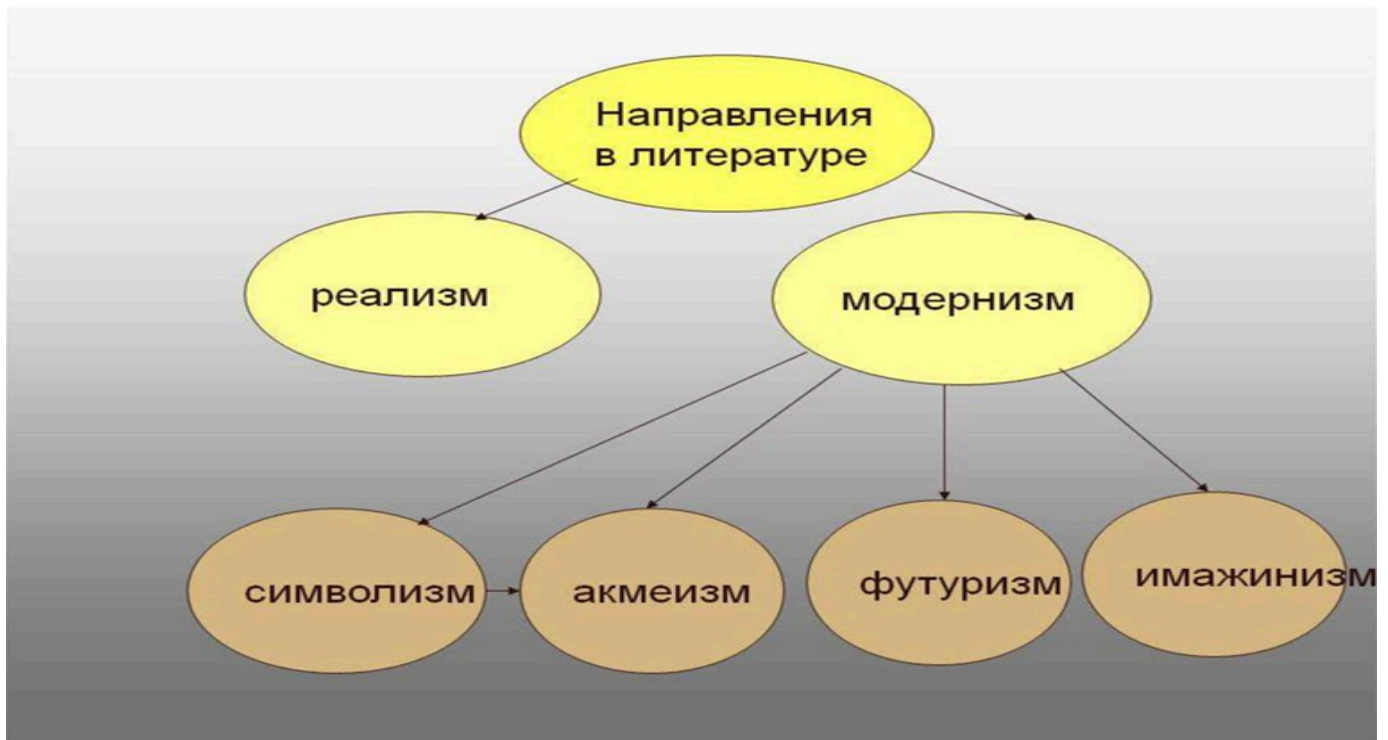 Направления
в литературе
реализм
модернизм
символизм
акмеизм
футуризм
имажинизм